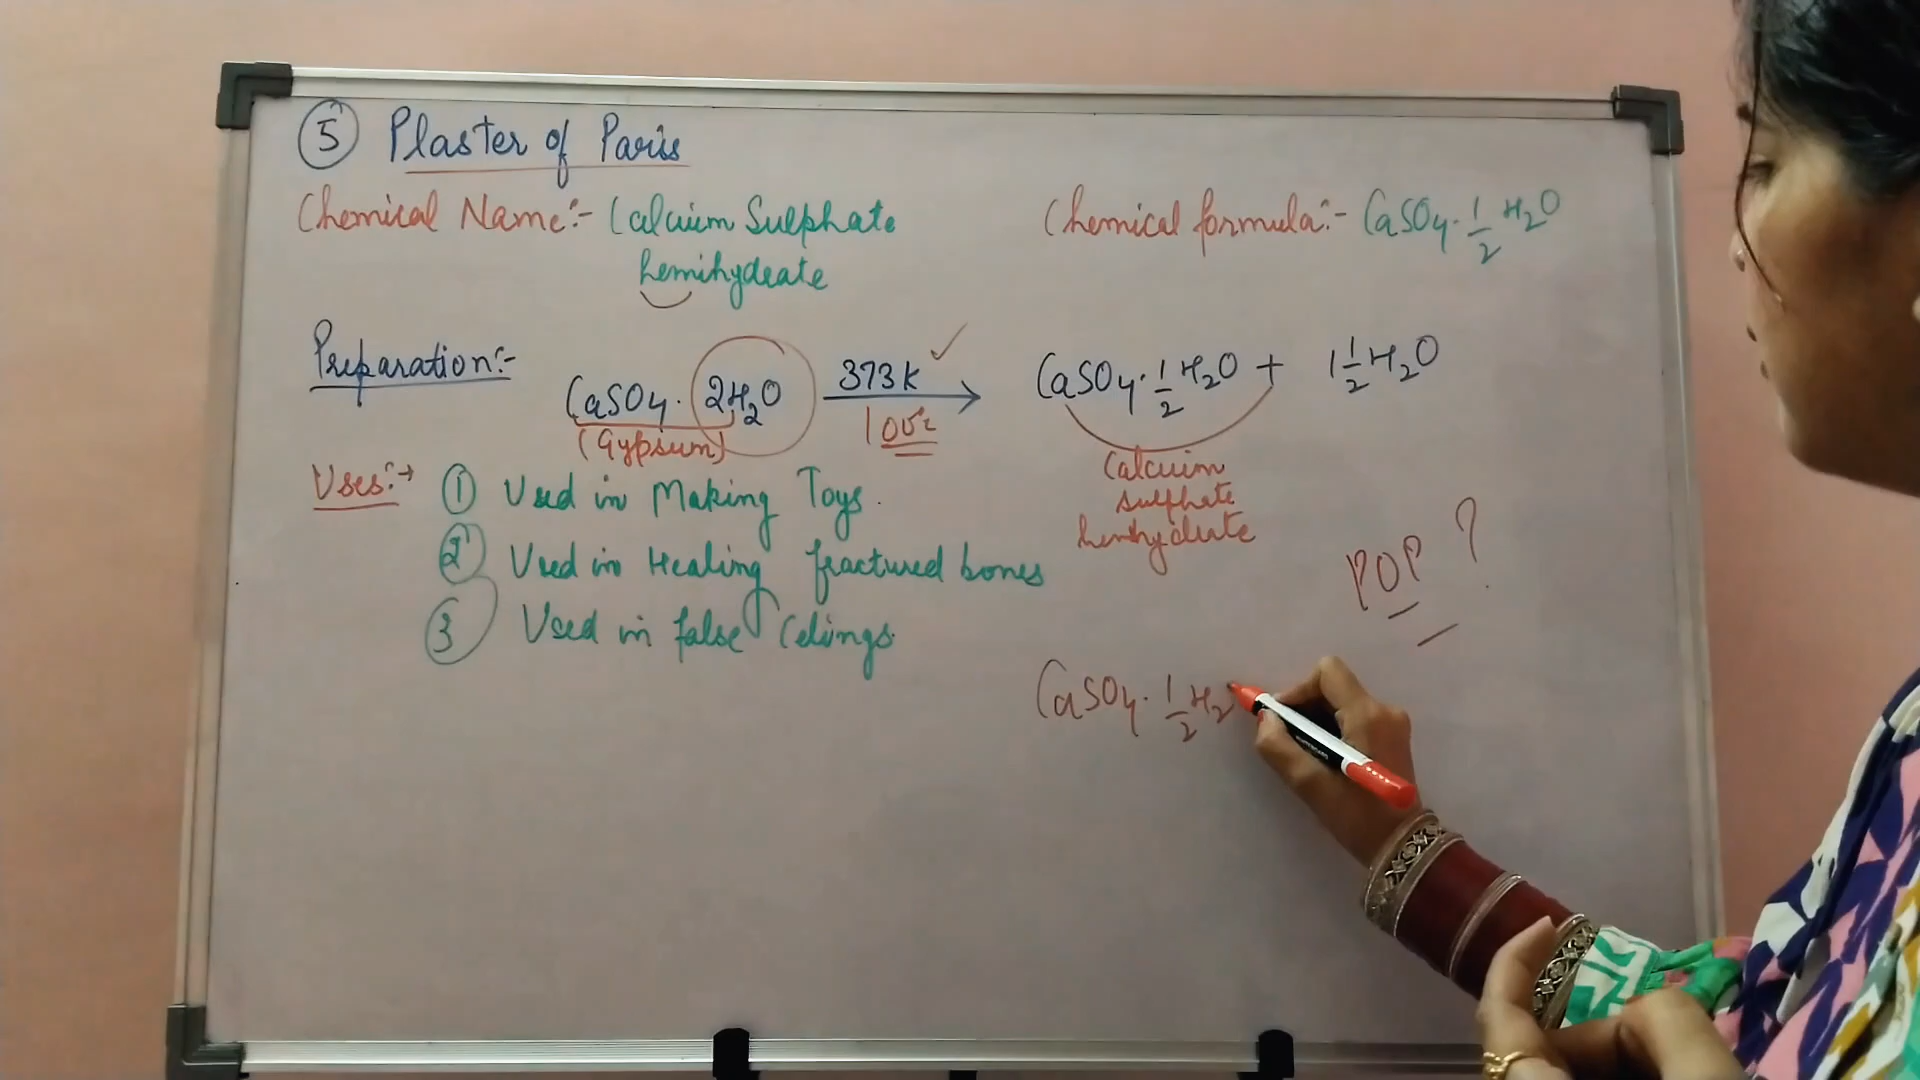 5 Plaster of Paris
Chemical Name:- Calcuim Sulphate
hemihydrate
Chemical formula:- CaSO4·1/2 H2O
Preparation:-
CaSO4·2H2O 373K → CaSO4·1/2 H2O + 1 1/2 H2O
(Gypsum) 100°C
Calcuim
sulphate
hemihydrate
Uses:→
1 Used in Making Toys.
2 Used in Healing fractured bones
3 Used in false Celings.
POP ?
CaSO4·1/2 H2